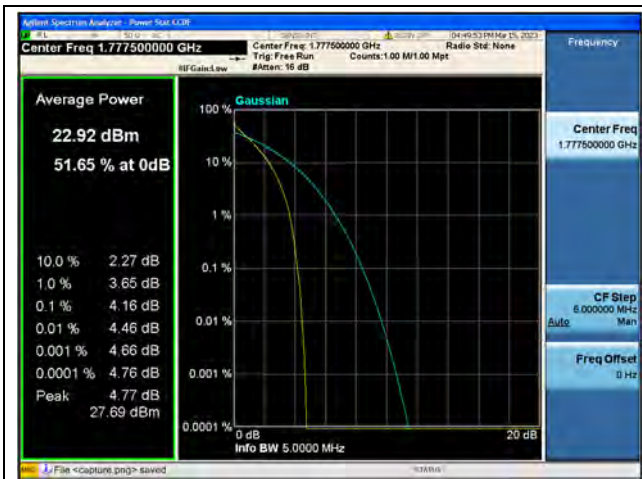 Agilent Spectrum Analyzer - Power Stat CCDF
RL
50 Ω
04:49:53 PM Mar 15, 2023
Center Freq 1.777500000 GHz
Center Freq: 1.777500000 GHz
Radio Std: None
Trig: Free Run
Counts:1.00 M/1.00 Mpt
#IFGain:Low
#Atten: 16 dB
Frequency
Average Power
22.92 dBm
51.65 % at 0dB
10.0 % 2.27 dB
1.0 % 3.65 dB
0.1 % 4.16 dB
0.01 % 4.46 dB
0.001 % 4.66 dB
0.0001 % 4.76 dB
Peak 4.77 dB
27.69 dBm
Gaussian
100 %
10 %
1 %
0.1 %
0.01 %
0.001 %
0.0001 %
0 dB
20 dB
Info BW 5.0000 MHz
Center Freq
1.777500000 GHz
CF Step
5.000000 MHz
Auto Man
Freq Offset
0 Hz
MSG
File <capture.png> saved
STATUS